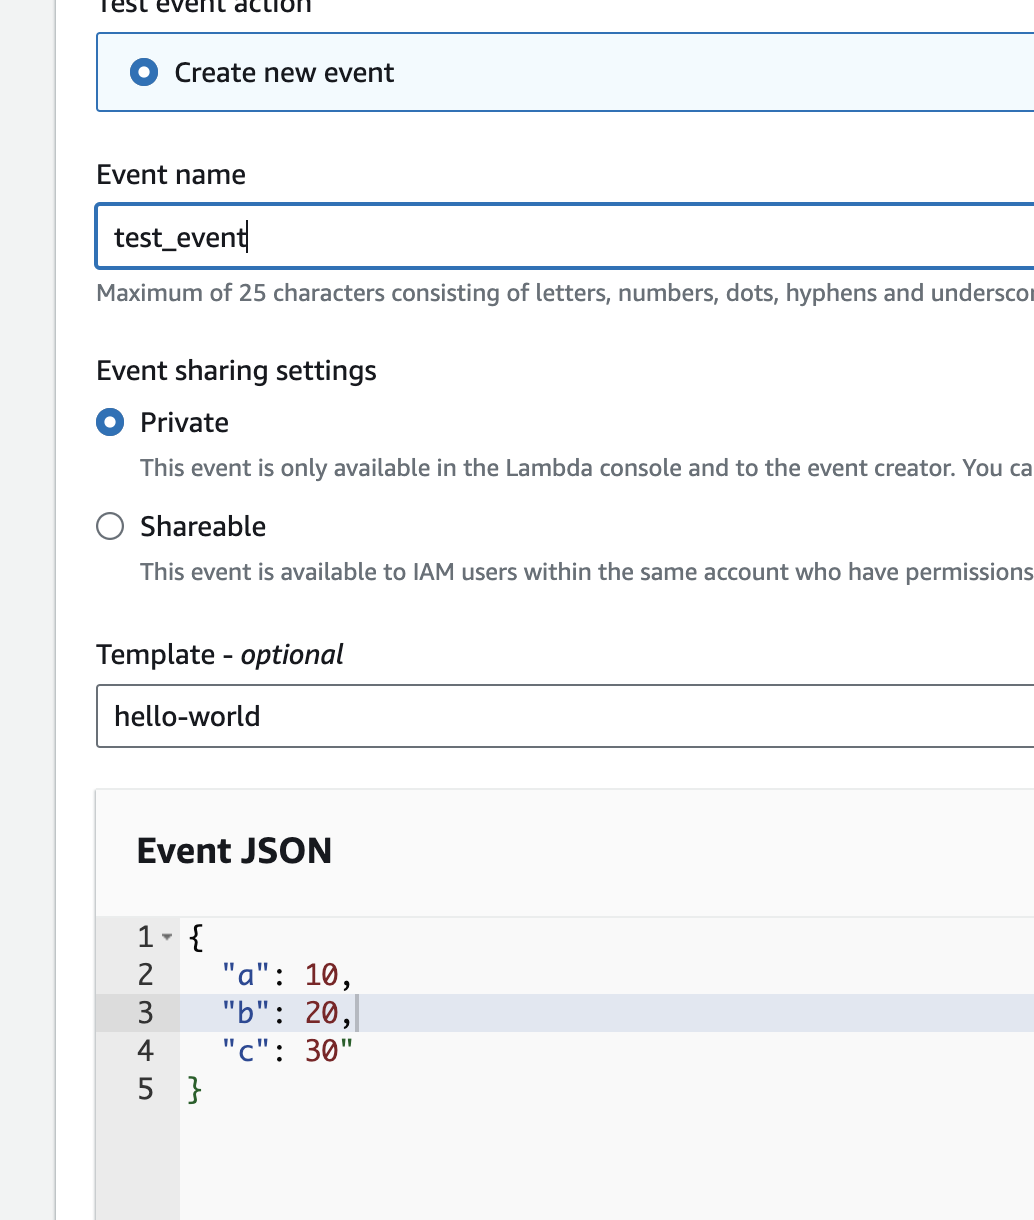 Test event action
Create new event
Event name
test_event
Maximum of 25 characters consisting of letters, numbers, dots, hyphens and
Event sharing settings
Private
This event is only available in the Lambda console and to the event creator. You
Shareable
This event is available to IAM users within the same account who have permissions
Template - optional
hello-world
Event JSON
1 {
2 "a": 10,
3 "b": 20,
4 "c": 30"
5 }